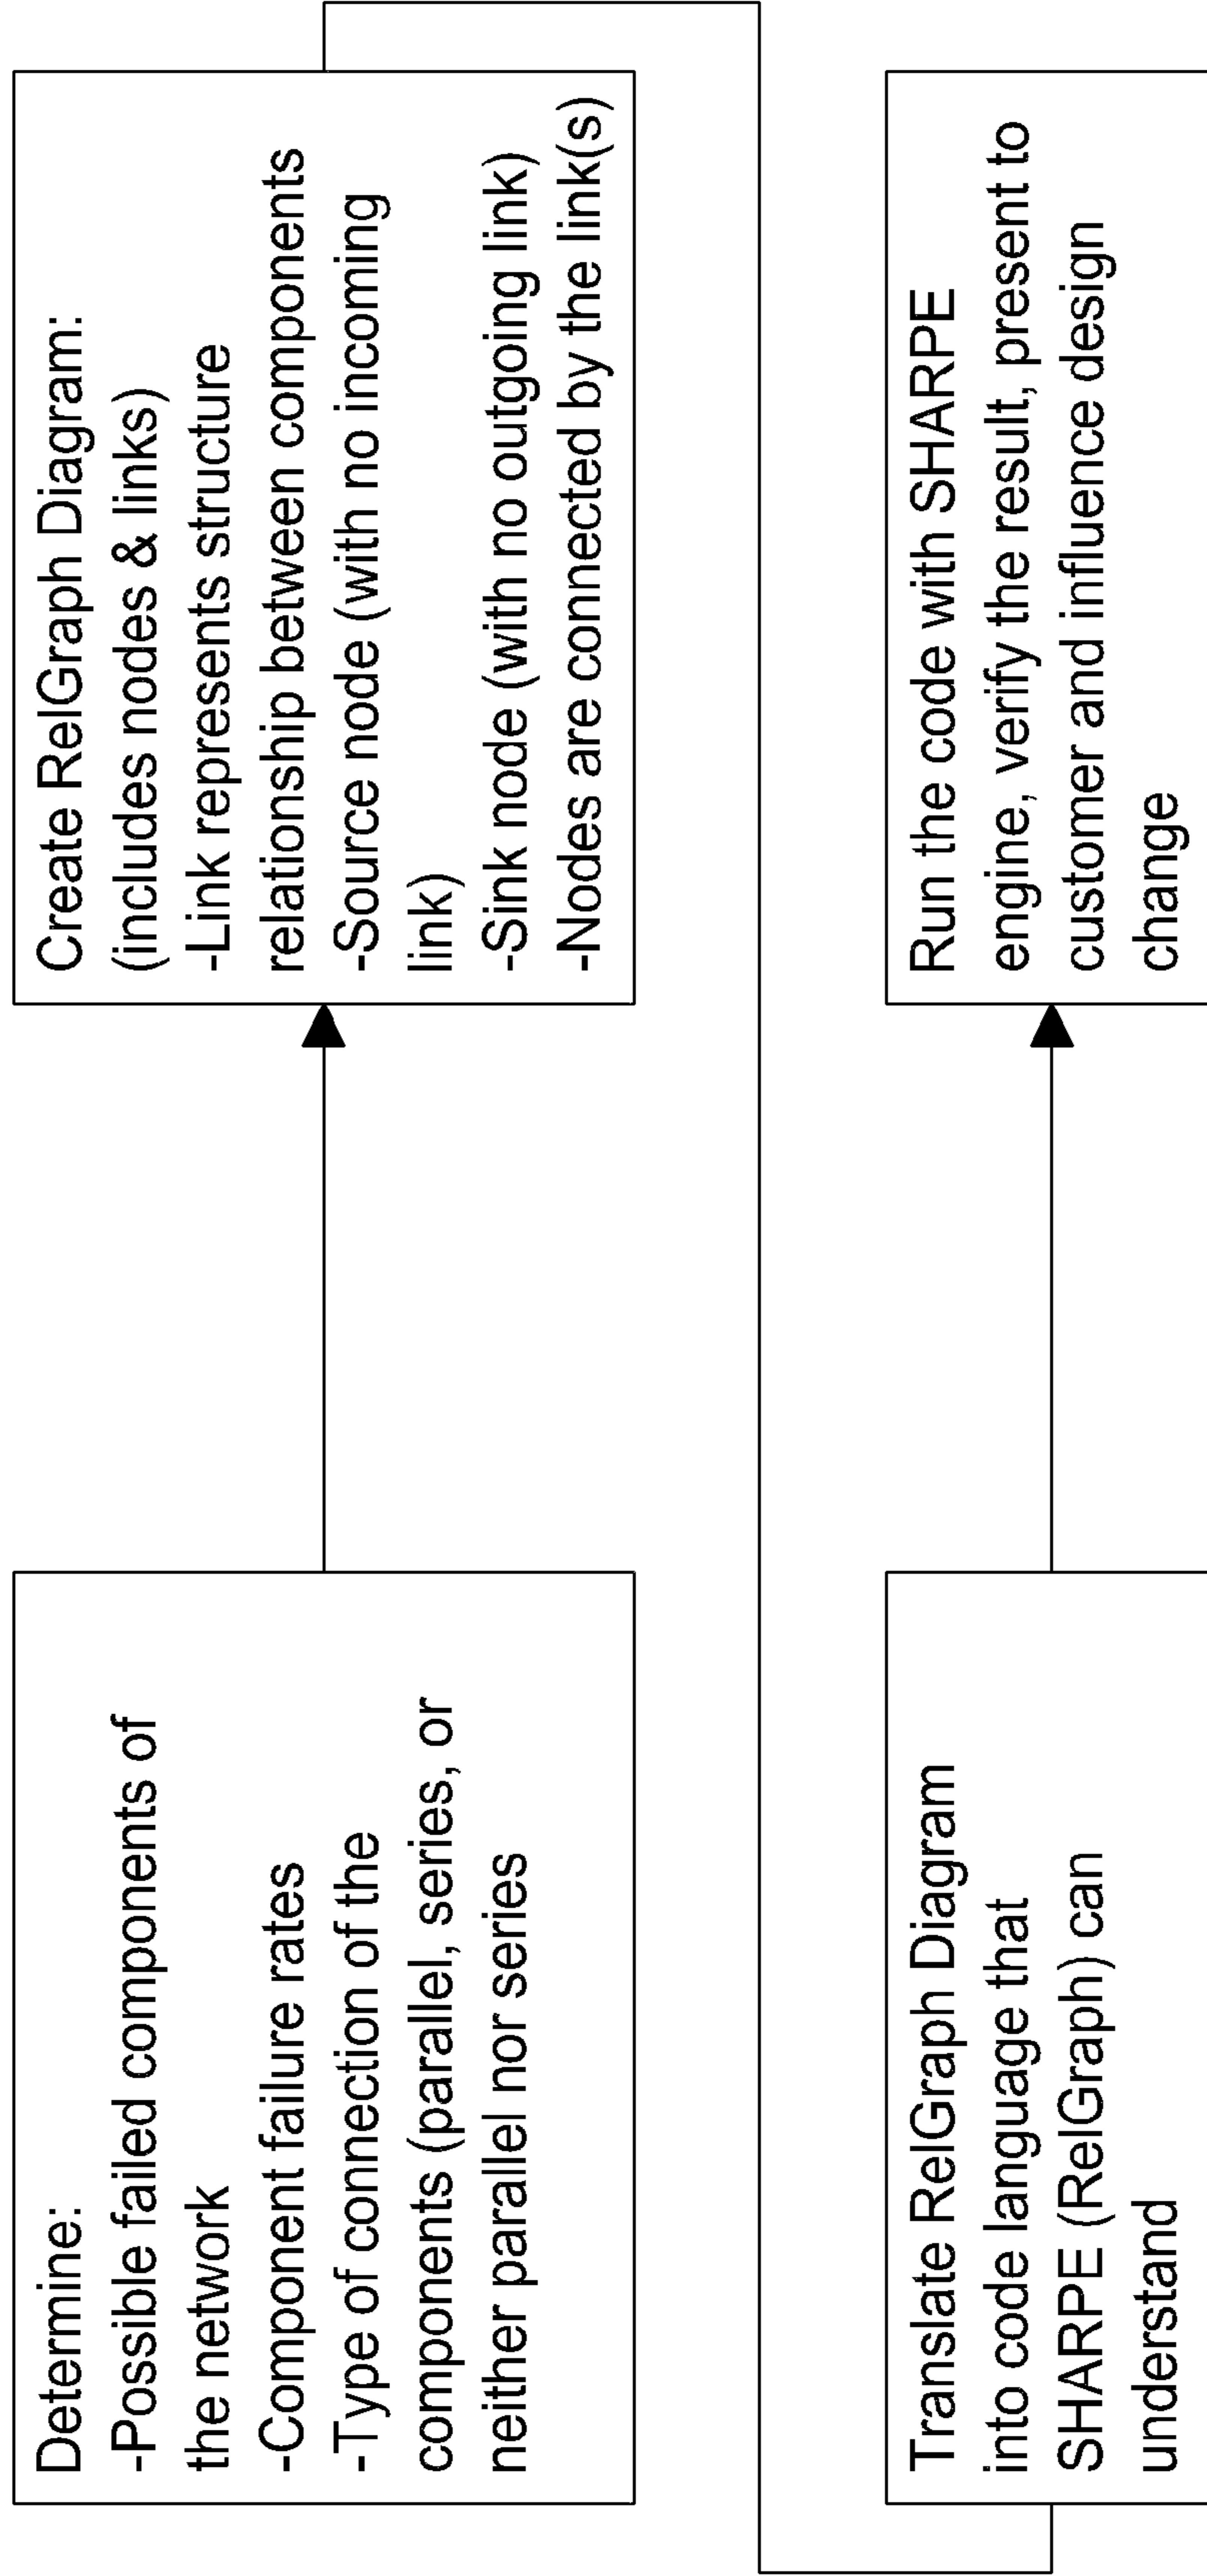 Determine:
-Possible failed components of
the network
-Component failure rates
-Type of connection of the
components (parallel, series, or
neither parallel nor series
Create RelGraph Diagram:
(includes nodes & links)
-Link represents structure
relationship between components
-Source node (with no incoming
link)
-Sink node (with no outgoing link)
-Nodes are connected by the link(s)
Translate RelGraph Diagram
into code language that
SHARPE (RelGraph) can
understand
Run the code with SHARPE
engine, verify the result, present to
customer and influence design
change